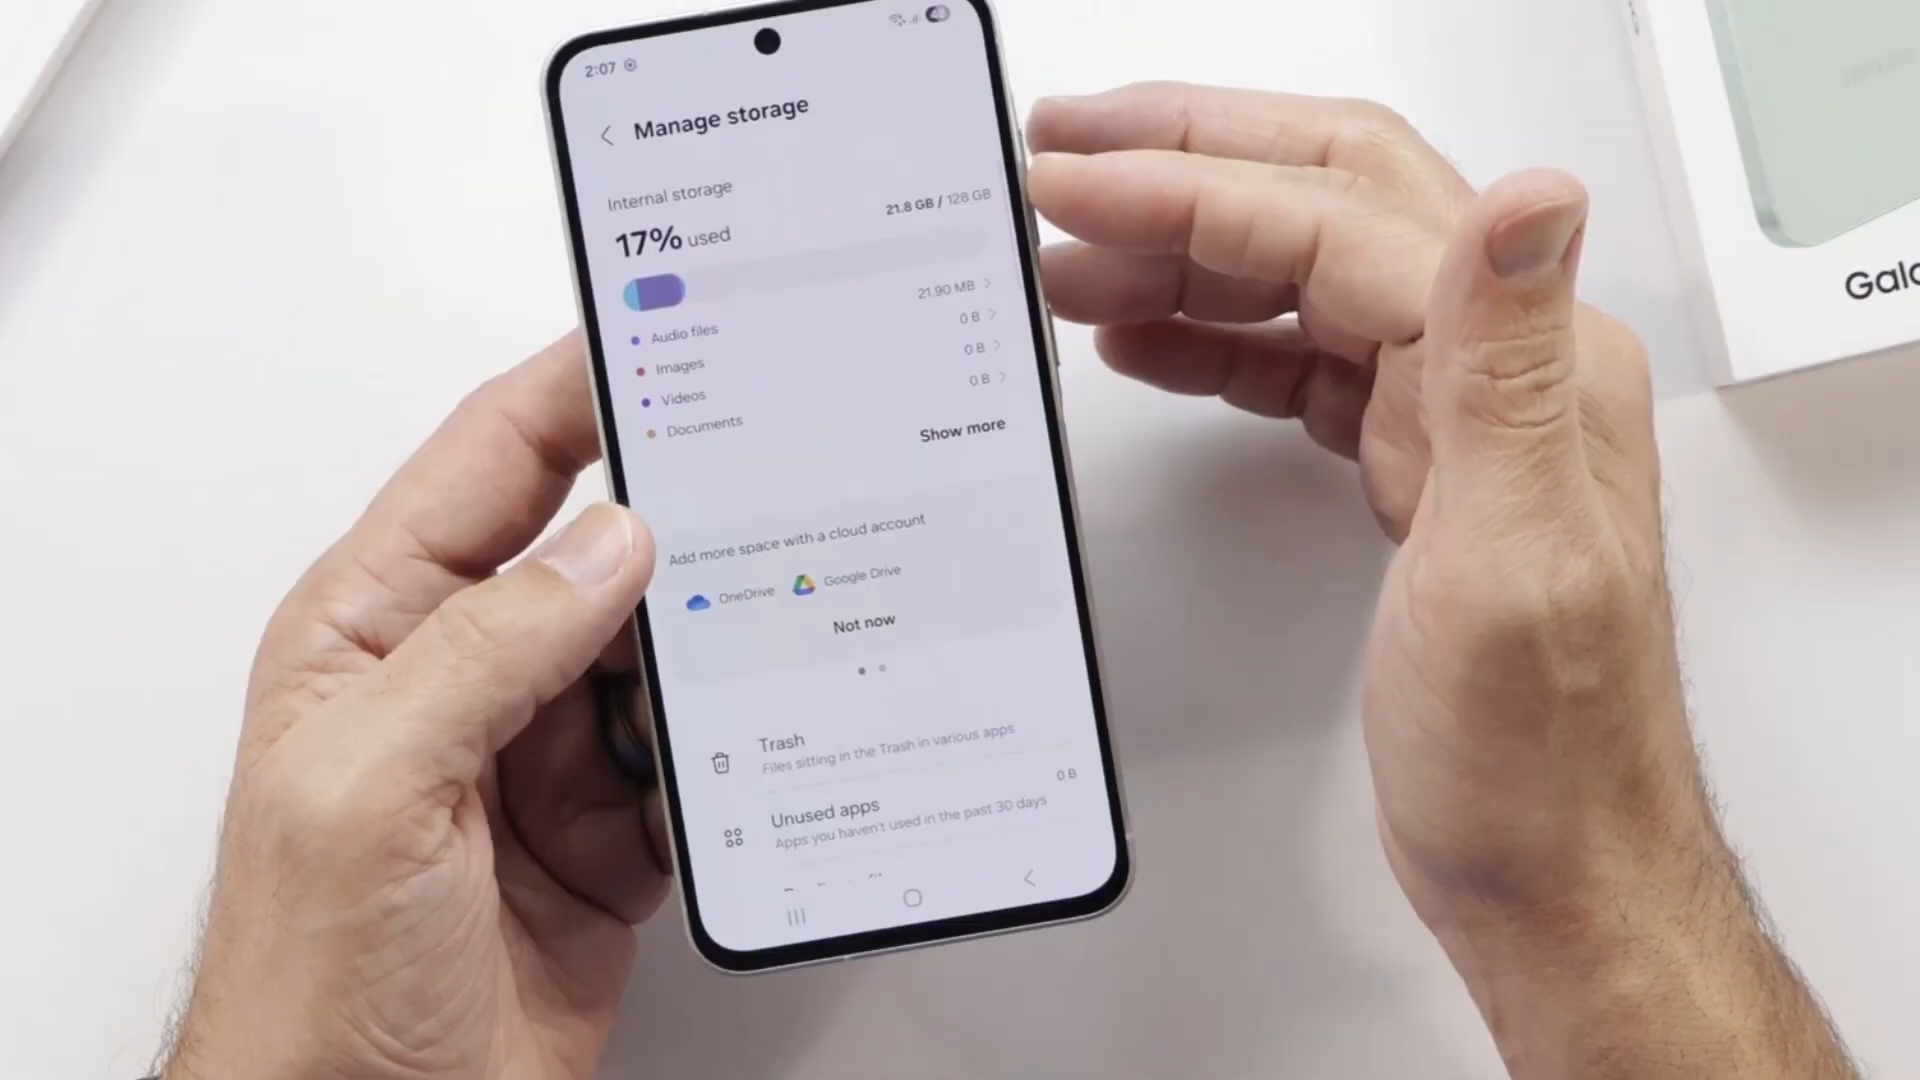 2:07
Manage storage
Internal storage
17% used
21.8 GB / 128 GB
Audio files
21.90 MB
Images
0 B
Videos
0 B
Documents
0 B
Show more
Add more space with a cloud account
OneDrive
Google Drive
Not now
Trash
Files sitting in the Trash in various apps
0 B
Unused apps
Apps you haven't used in the past 30 days
Gala